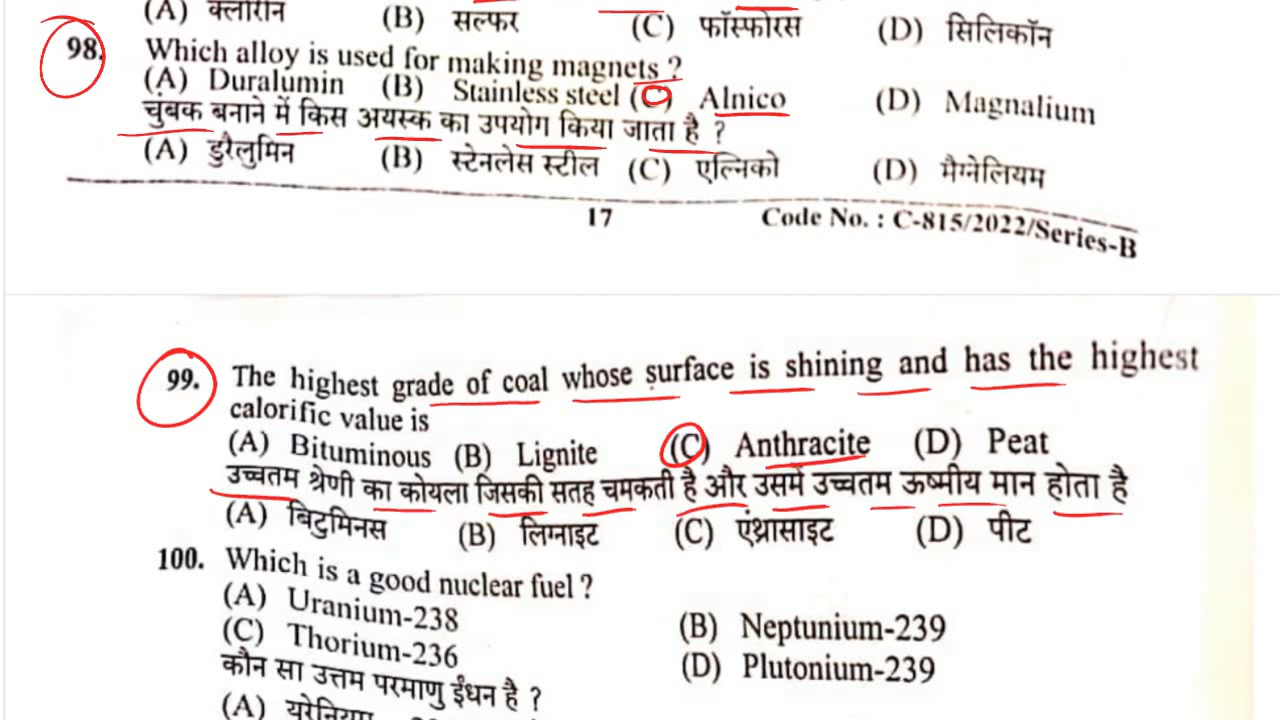 (A) क्लोरीन (B) सल्फर (C) फॉस्फोरस (D) सिलिकॉन
98. Which alloy is used for making magnets ?
(A) Duralumin (B) Stainless steel (C) Alnico (D) Magnalium
चुंबक बनाने में किस अयस्क का उपयोग किया जाता है ?
(A) डुरैलुमिन (B) स्टेनलेस स्टील (C) एल्निको (D) मैग्नेलियम
17 Code No. : C-815/2022/Series-B
99. The highest grade of coal whose surface is shining and has the highest
calorific value is
(A) Bituminous (B) Lignite (C) Anthracite (D) Peat
उच्चतम श्रेणी का कोयला जिसकी सतह चमकती है और उसमें उच्चतम ऊष्मीय मान होता है
(A) बिटुमिनस (B) लिग्नाइट (C) एंथ्रासाइट (D) पीट
100. Which is a good nuclear fuel ?
(A) Uranium-238 (B) Neptunium-239
(C) Thorium-236 (D) Plutonium-239
कौन सा उत्तम परमाणु ईंधन है ?
(A)